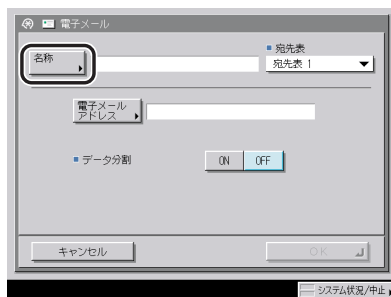 電子メール
名称
宛先表
宛先表 1
電子メール
アドレス
データ分割
ON
OFF
キャンセル
OK
システム状況/中止